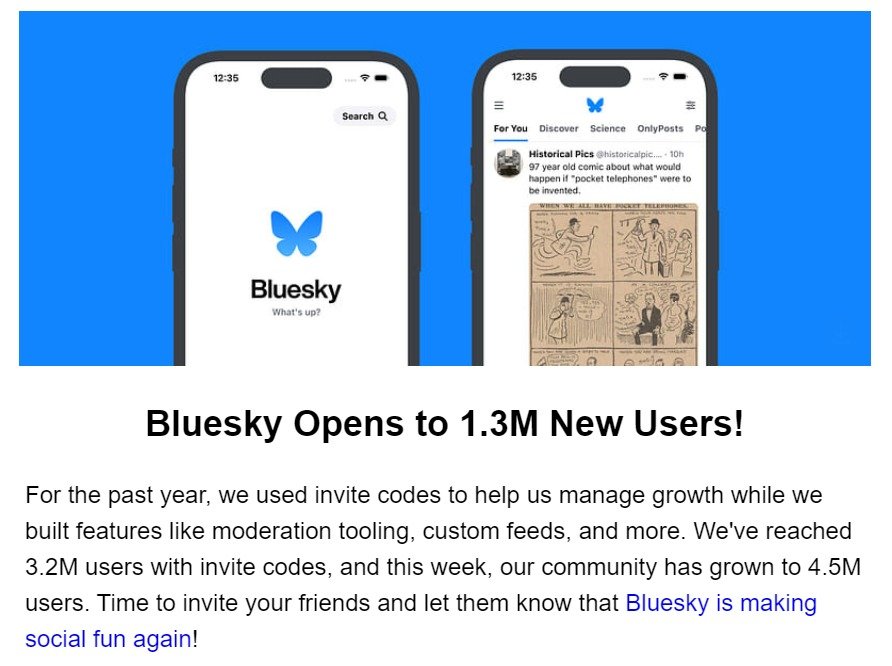 12:35
Search
Bluesky
What's up?
12:35
For You Discover Science OnlyPosts Po
Historical Pics @historicalpic.... · 10h
97 year old comic about what would
happen if "pocket telephones" were to
be invented.
WHEN WE ALL HAVE POCKET TELEPHONES.
Bluesky Opens to 1.3M New Users!
For the past year, we used invite codes to help us manage growth while we
built features like moderation tooling, custom feeds, and more. We've reached
3.2M users with invite codes, and this week, our community has grown to 4.5M
users. Time to invite your friends and let them know that Bluesky is making
social fun again!